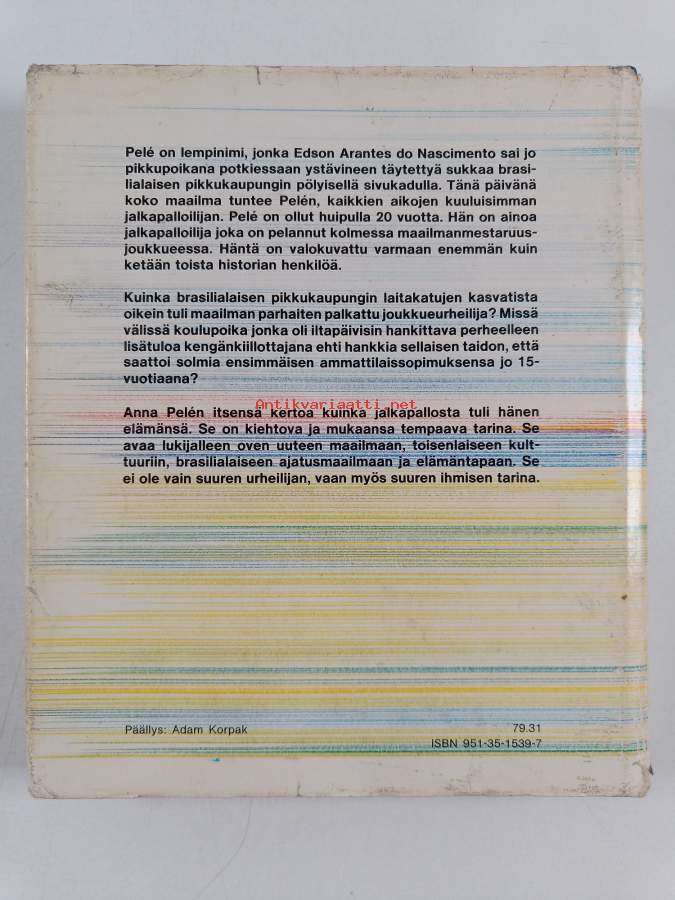 Pelé on lempinimi, jonka Edson Arantes do Nascimento sai jo
pikkupoikana potkiessaan ystävineen täytettyä sukkaa brasi-
lialaisen pikkukaupungin pölyisellä sivukadulla. Tänä päivänä
koko maailma tuntee Pelén, kaikkien aikojen kuuluisimman
jalkapalloilijan. Pelé on ollut huipulla 20 vuotta. Hän on ainoa
jalkapalloilija joka on pelannut kolmessa maailmanmestaruus-
joukkueessa. Häntä on valokuvattu varmaan enemmän kuin
ketään toista historian henkilöä.
Kuinka brasilialaisen pikkukaupungin laitakatujen kasvatista
oikein tuli maailman parhaiten palkattu joukkueurheilija? Missä
välissä koulupoika jonka oli iltapäivisin hankittava perheelleen
lisätuloa kengänkiillottajana ehti hankkia sellaisen taidon, että
saattoi solmia ensimmäisen ammattilaissopimuksensa jo 15-
vuotiaana?
Antikvariaatti.net
Anna Pelén itsensä kertoa kuinka jalkapallosta tuli hänen
elämänsä. Se on kiehtova ja mukaansa tempaava tarina. Se
avaa lukijalleen oven uuteen maailmaan, toisenlaiseen kult-
tuuriin, brasilialaiseen ajatusmaailmaan ja elämäntapaan. Se
ei ole vain suuren urheilijan, vaan myös suuren ihmisen tarina.
Päällys: Adam Korpak
79.31
ISBN 951-35-1539-7